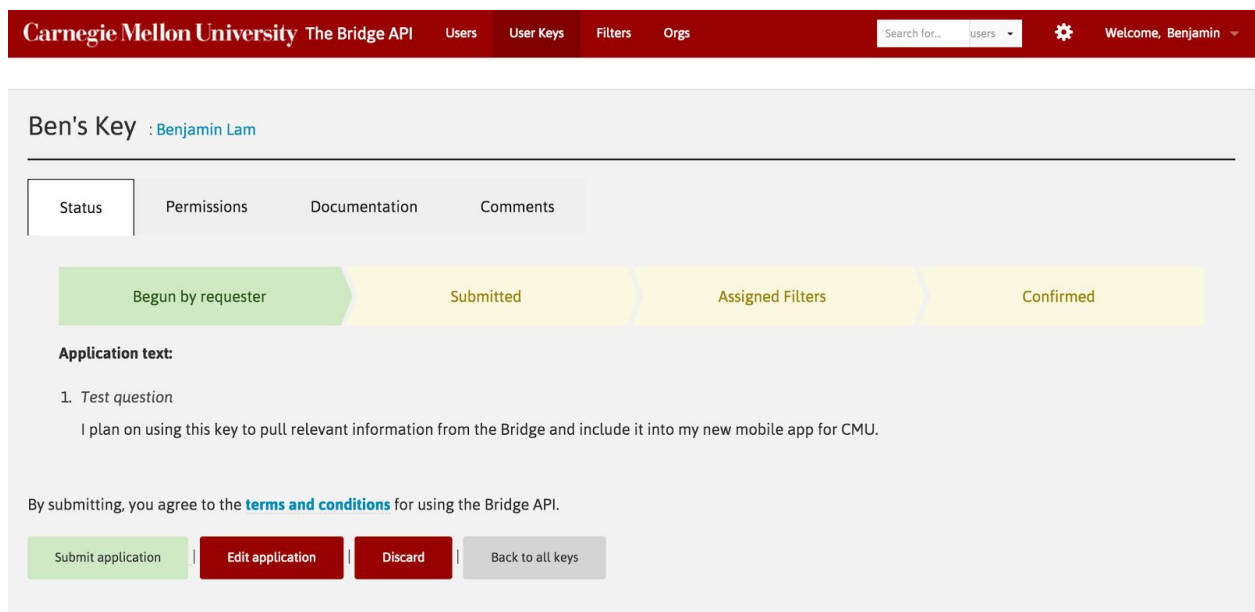 Carnegie Mellon University The Bridge API Users User Keys Filters Orgs Search for... users Welcome, Benjamin
Ben's Key : Benjamin Lam
Status Permissions Documentation Comments
Begun by requester Submitted Assigned Filters Confirmed
Application text:
1. Test question
I plan on using this key to pull relevant information from the Bridge and include it into my new mobile app for CMU.
By submitting, you agree to the terms and conditions for using the Bridge API.
Submit application | Edit application | Discard | Back to all keys